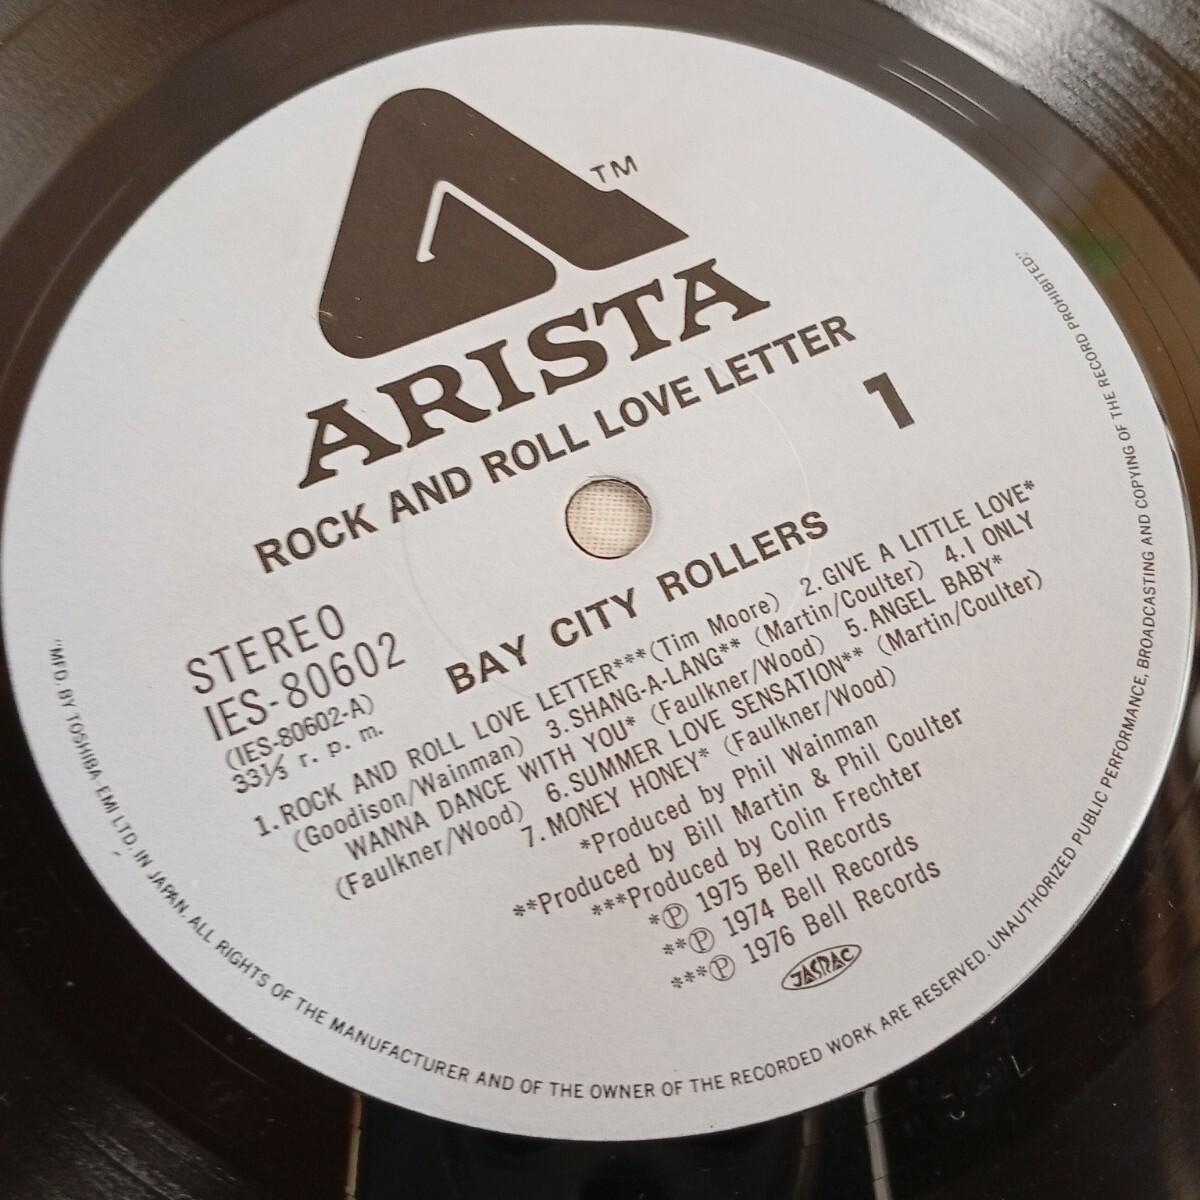 TM
ARISTA
ROCK AND ROLL LOVE LETTER
1
BAY CITY ROLLERS
STEREO
IES-80602
(IES-80602-A)
33⅓ r. p. m.
1. ROCK AND ROLL LOVE LETTER***(Tim Moore) 2. GIVE A LITTLE LOVE*
(Goodison/Wainman) 3. SHANG-A-LANG** (Martin/Coulter) 4. I ONLY
WANNA DANCE WITH YOU* (Faulkner/Wood) 5. ANGEL BABY*
(Faulkner/Wood) 6. SUMMER LOVE SENSATION** (Martin/Coulter)
7. MONEY HONEY* (Faulkner/Wood)
*Produced by Phil Wainman
**Produced by Bill Martin & Phil Coulter
***Produced by Colin Frechter
*Ⓟ 1975 Bell Records
**Ⓟ 1974 Bell Records
***Ⓟ 1976 Bell Records
JASRAC
"MFD. BY TOSHIBA-EMI LTD. IN JAPAN. ALL RIGHTS OF THE MANUFACTURER AND OF THE OWNER OF THE RECORDED WORK ARE RESERVED. UNAUTHORIZED PUBLIC PERFORMANCE, BROADCASTING AND COPYING OF THE RECORD PROHIBITED."